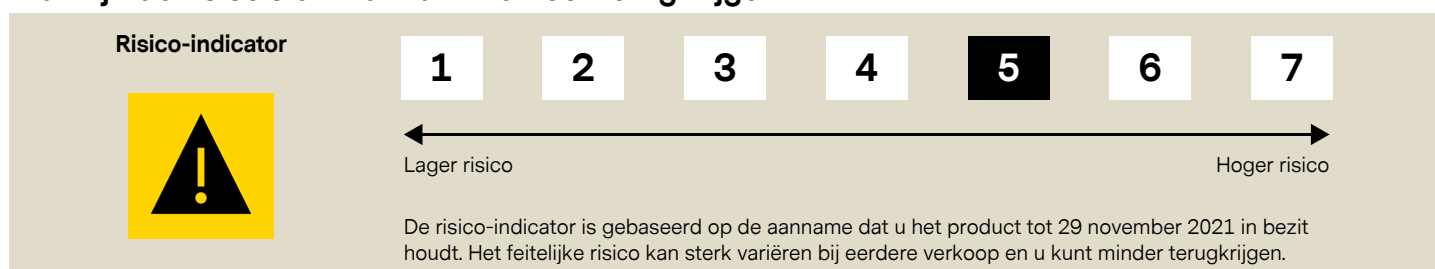 Risico-indicator
1 2 3 4 5 6 7
Lager risico Hoger risico
De risico-indicator is gebaseerd op de aanname dat u het product tot 29 november 2021 in bezit
houdt. Het feitelijke risico kan sterk variëren bij eerdere verkoop en u kunt minder terugkrijgen.